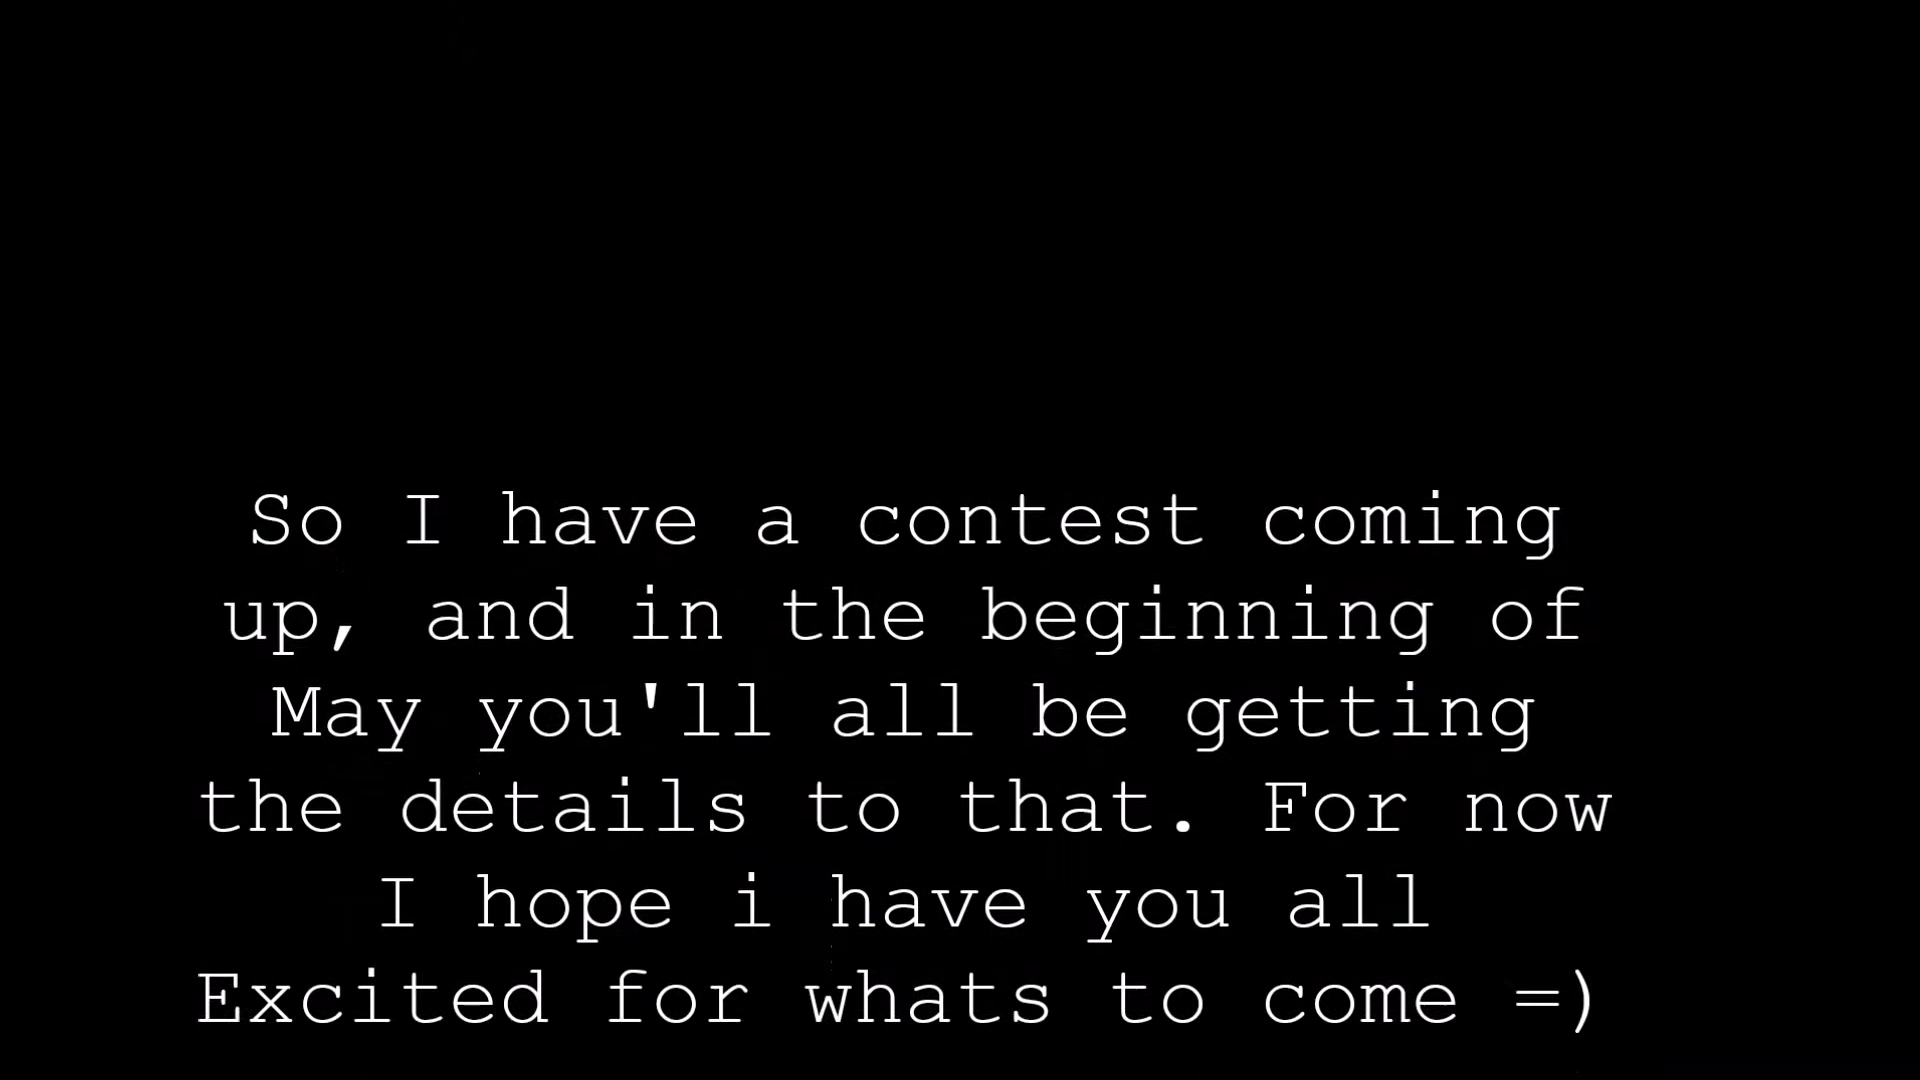 So I have a contest coming
up, and in the beginning of
May you'll all be getting
the details to that. For now
I hope i have you all
Excited for whats to come =)